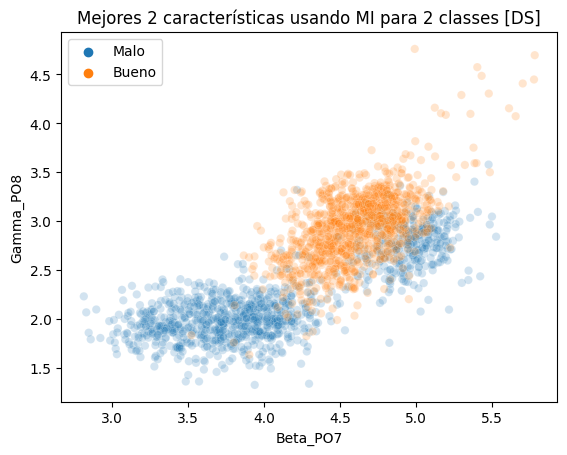 Mejores 2 características usando MI para 2 classes [DS]
Malo
Bueno
4.5
4.0
3.5
3.0
2.5
2.0
1.5
Gamma_PO8
3.0 3.5 4.0 4.5 5.0 5.5
Beta_PO7